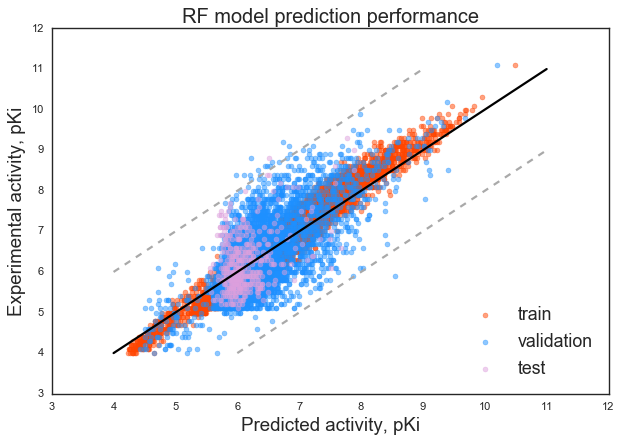 RF model prediction performance
Experimental activity, pKi
12
11
10
9
8
7
6
5
4
3
3 4 5 6 7 8 9 10 11 12
Predicted activity, pKi
train
validation
test